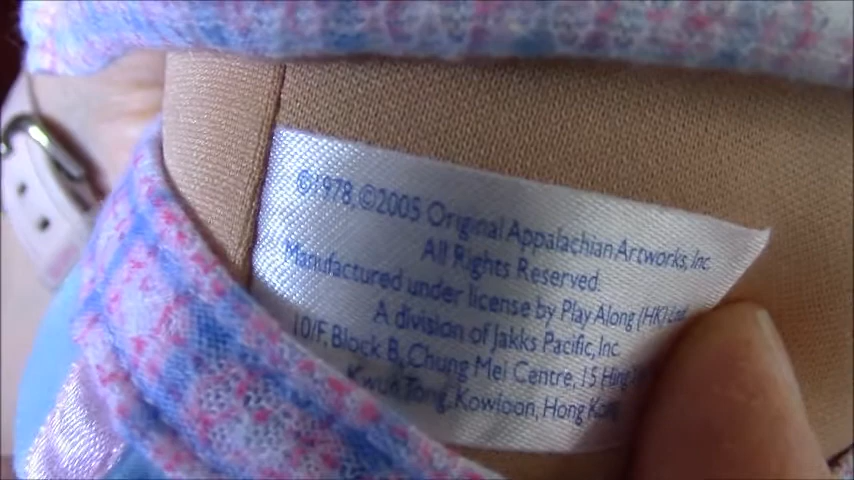 ©1978, ©2005 Original Appalachian Artworks, Inc.
All Rights Reserved.
Manufactured under license by Play Along (HK) Ltd.
A division of Jakks Pacific, Inc.
10/F, Block B, Chung Mei Centre, 15
Kwun Tong, Kowloon, Hong